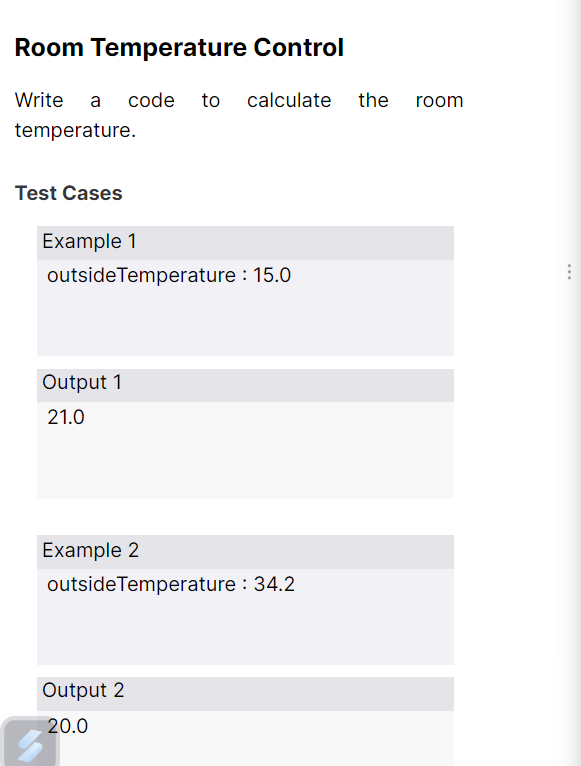 Room Temperature Control
Write a code to calculate the room
temperature.
Test Cases
Example 1
outsideTemperature : 15.0
Output 1
21.0
Example 2
outsideTemperature : 34.2
Output 2
20.0